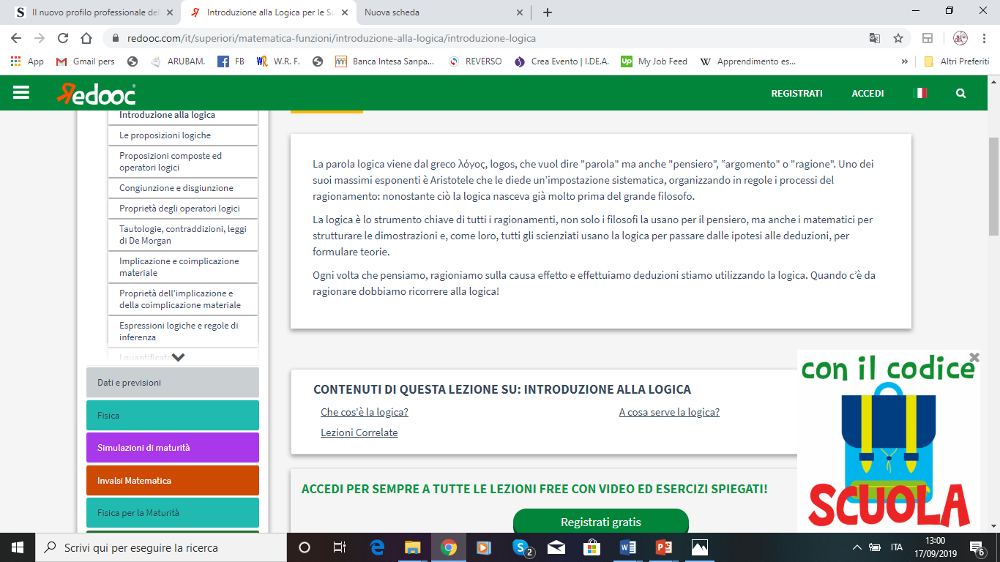 Il nuovo profilo professionale del
Introduzione alla Logica per le Su
Nuova scheda
redooc.com/it/superiori/matematica-funzioni/introduzione-alla-logica/introduzione-logica
App
Gmail pers
ARUBAM.
FB
W.R. F.
Banca Intesa Sanpa...
REVERSO
Crea Evento | I.DE.A.
My Job Feed
Apprendimento es...
»
Altri Preferiti
Redooc
REGISTRATI
ACCEDI
Introduzione alla logica
Le proposizioni logiche
Proposizioni composte ed
operatori logici
Congiunzione e disgiunzione
Proprietà degli operatori logici
Tautologie, contraddizioni, leggi
di De Morgan
Implicazione e coimplicazione
materiale
Proprietà dell'implicazione e
della coimplicazione materiale
Espressioni logiche e regole di
inferenza
I quantificatori
Dati e previsioni
Fisica
Simulazioni di maturità
Invalsi Matematica
Fisica per la Maturità
La parola logica viene dal greco λόγος, logos, che vuol dire "parola" ma anche "pensiero", “argomento" o "ragione". Uno dei
suoi massimi esponenti è Aristotele che le diede un’impostazione sistematica, organizzando in regole i processi del
ragionamento: nonostante ciò la logica nasceva già molto prima del grande filosofo.
La logica è lo strumento chiave di tutti i ragionamenti, non solo i filosofi la usano per il pensiero, ma anche i matematici per
strutturare le dimostrazioni e, come loro, tutti gli scienziati usano la logica per passare dalle ipotesi alle deduzioni, per
formulare teorie.
Ogni volta che pensiamo, ragioniamo sulla causa effetto e effettuiamo deduzioni stiamo utilizzando la logica. Quando c’è da
ragionare dobbiamo ricorrere alla logica!
CONTENUTI DI QUESTA LEZIONE SU: INTRODUZIONE ALLA LOGICA
Che cos'è la logica?
A cosa serve la logica?
Lezioni Correlate
ACCEDI PER SEMPRE A TUTTE LE LEZIONI FREE CON VIDEO ED ESERCIZI SPIEGATI!
Registrati gratis
con il codice
SCUOLA
Scrivi qui per eseguire la ricerca
2
ITA
13:00
17/09/2019
6